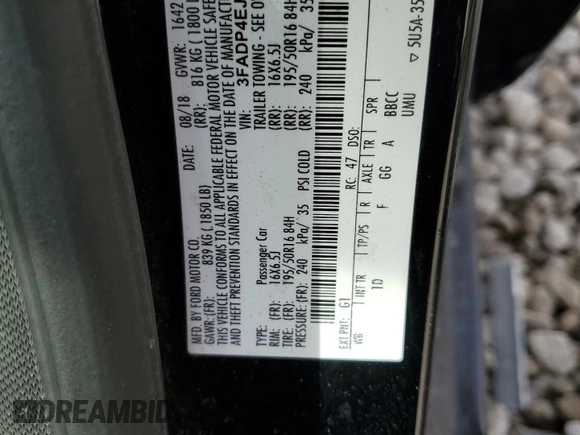 MFD. BY FORD MOTOR CO.
DATE: 08/18 GVWR: 1642
GAWR: (FR): 839 KG (1850 LB) (RR): 816 KG (1800
THIS VEHICLE CONFORMS TO ALL APPLICABLE FEDERAL MOTOR VEHICLE SAFE
AND THEFT PREVENTION STANDARDS IN EFFECT ON THE DATE OF MANUFACT
VIN: 3FADP4EJ
Passenger Car TRAILER TOWING - SEE O
RIM: (FR): 16X6.5J (RR): 16X6.5J
TIRE: (FR): 195/50R16 84H (RR): 195/50R16 84H
PRESSURE: (FR): 240 kPa/ 35 PSI COLD (RR): 240 kPa/ 35
EXT PNT: G1 RC: 47 DSO:
WB INT TR TP/PS R AXLE TR SPR
1D F GG A BBCC
UMU
▽ 5U5A-35
DREAMBID